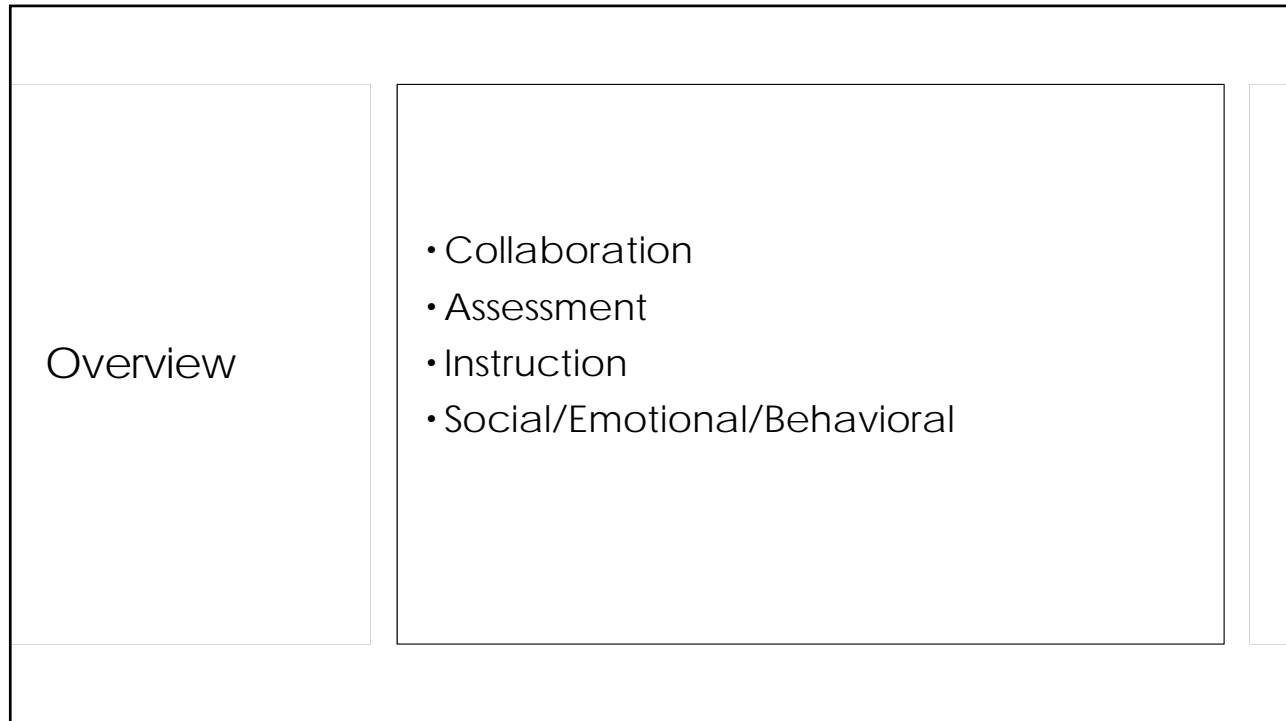 Overview
• Collaboration
• Assessment
• Instruction
• Social/Emotional/Behavioral